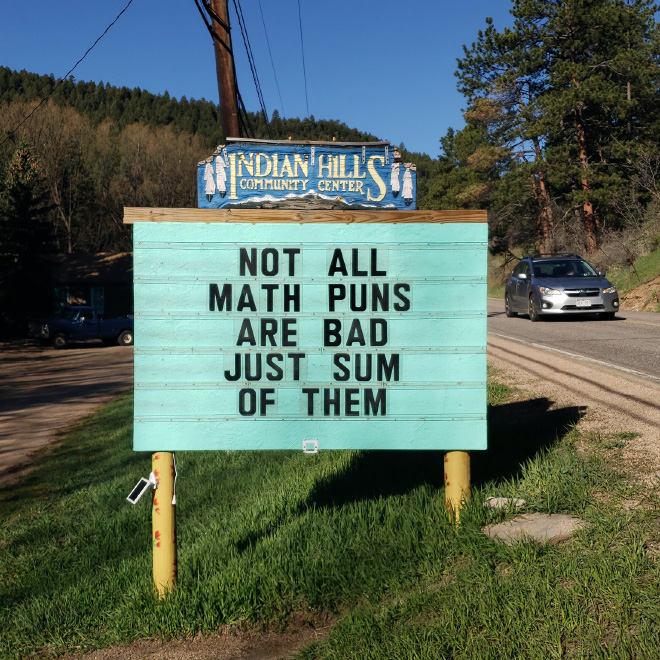 INDIAN HILLS
COMMUNITY CENTER
NOT ALL
MATH PUNS
ARE BAD
JUST SUM
OF THEM